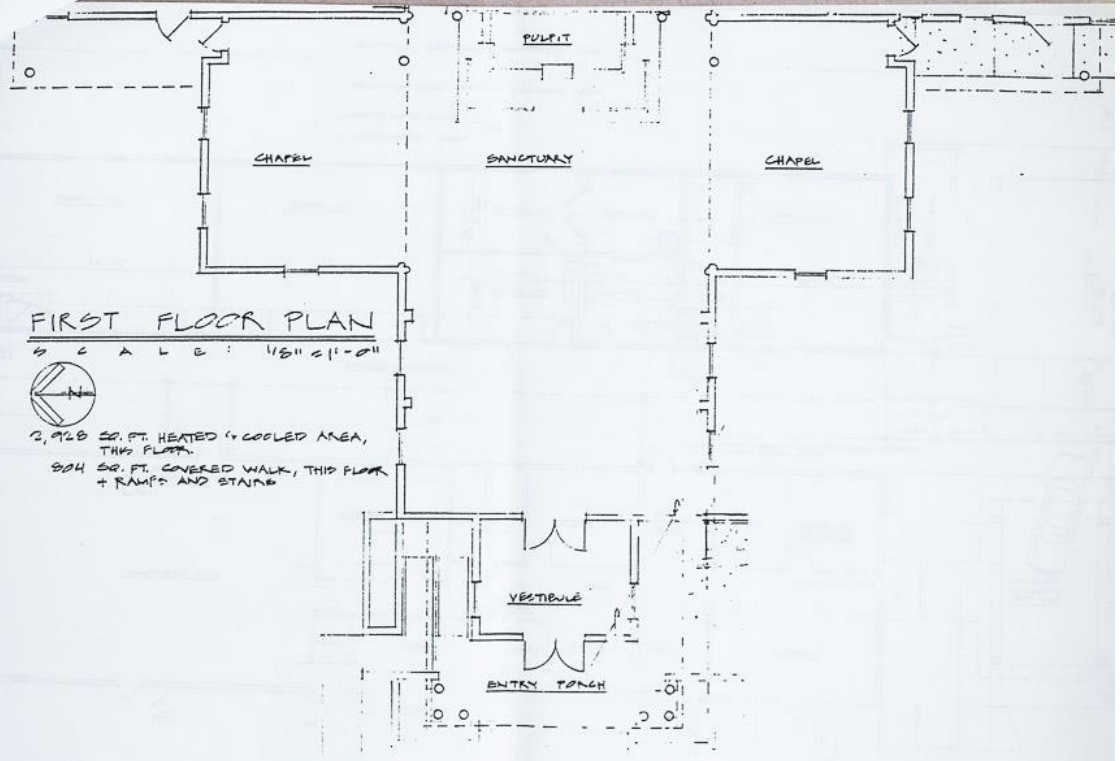 PULPIT
CHAPEL
SANCTUARY
CHAPEL
FIRST FLOOR PLAN
SCALE: 1/8" = 1'-0"
N
2,928 SQ. FT. HEATED & COOLED AREA,
THIS FLOOR.
804 SQ. FT. COVERED WALK, THIS FLOOR
+ RAMPS AND STAIRS
VESTIBULE
ENTRY PORCH